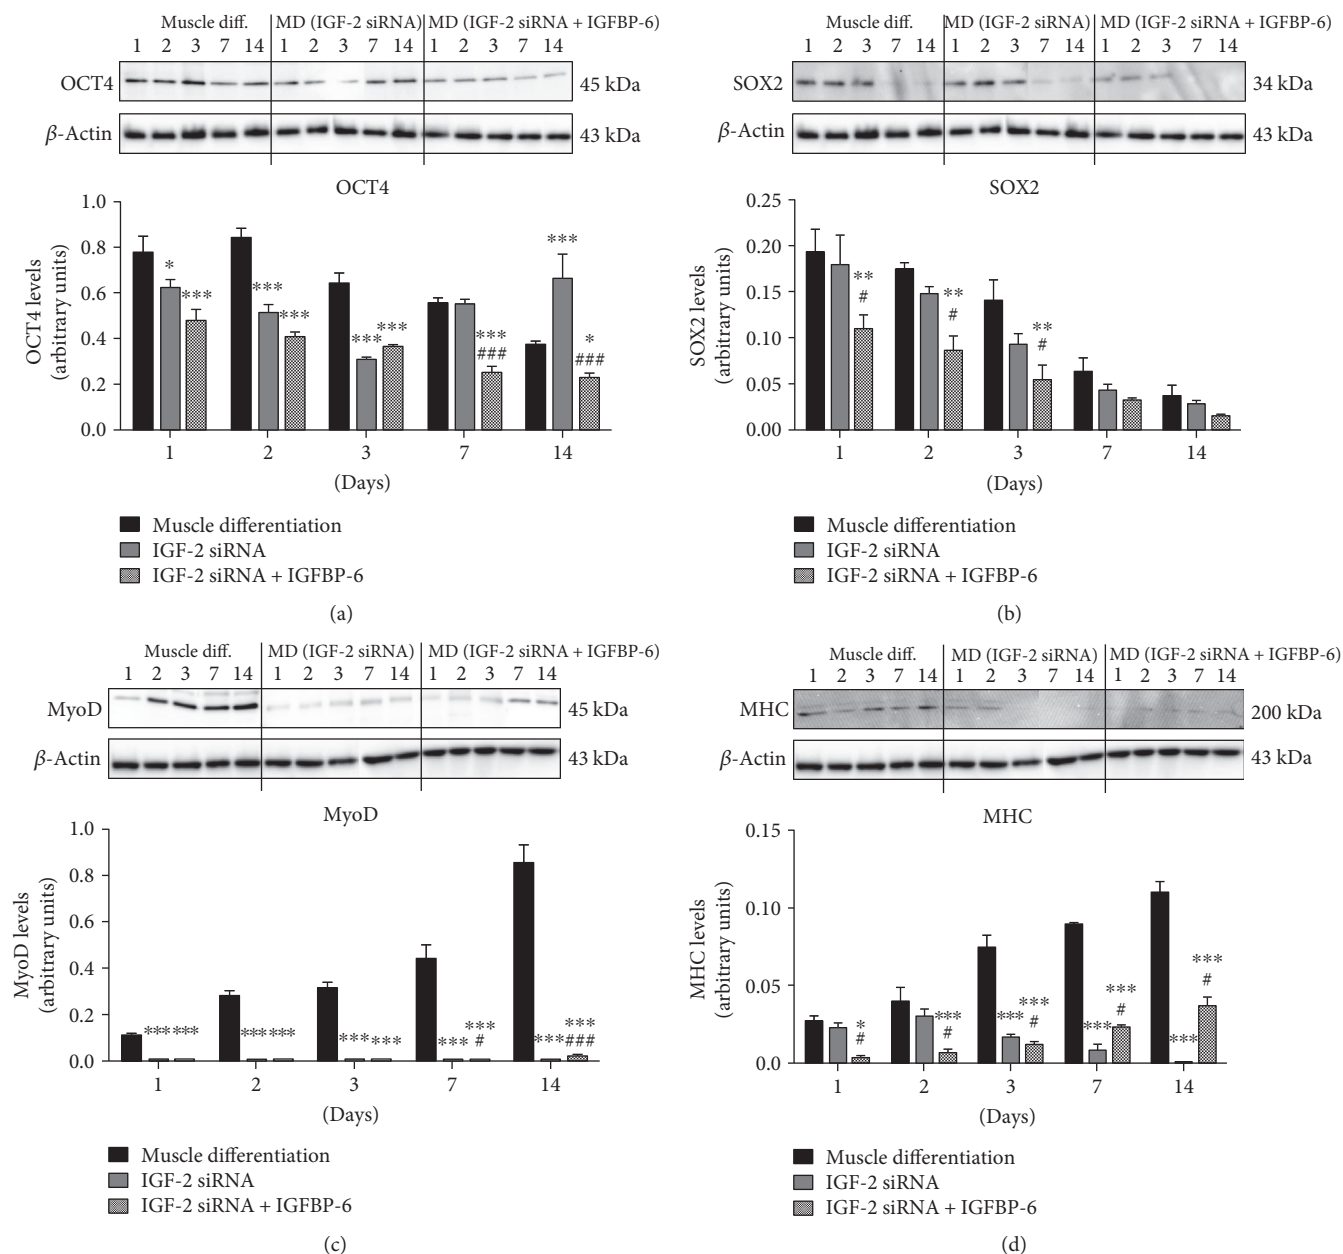 Muscle diff. MD (IGF-2 siRNA) MD (IGF-2 siRNA + IGFBP-6)
1 2 3 7 14 1 2 3 7 14 1 2 3 7 14
OCT4 45 kDa
β-Actin 43 kDa
OCT4
OCT4 levels
(arbitrary units)
1.0
0.8
0.6
0.4
0.2
0.0
* *** *** *** *** *** *** ### *** * ###
1 2 3 7 14
(Days)
Muscle differentiation
IGF-2 siRNA
IGF-2 siRNA + IGFBP-6
(a)
Muscle diff. MD (IGF-2 siRNA) MD (IGF-2 siRNA + IGFBP-6)
1 2 3 7 14 1 2 3 7 14 1 2 3 7 14
SOX2 34 kDa
β-Actin 43 kDa
SOX2
SOX2 levels
(arbitrary units)
0.25
0.20
0.15
0.10
0.05
0.00
** # ** # ** #
1 2 3 7 14
(Days)
Muscle differentiation
IGF-2 siRNA
IGF-2 siRNA + IGFBP-6
(b)
Muscle diff. MD (IGF-2 siRNA) MD (IGF-2 siRNA + IGFBP-6)
1 2 3 7 14 1 2 3 7 14 1 2 3 7 14
MyoD 45 kDa
β-Actin 43 kDa
MyoD
MyoD levels
(arbitrary units)
1.0
0.8
0.6
0.4
0.2
0.0
*** *** *** *** *** *** *** *** # *** *** ###
1 2 3 7 14
(Days)
Muscle differentiation
IGF-2 siRNA
IGF-2 siRNA + IGFBP-6
(c)
Muscle diff. MD (IGF-2 siRNA) MD (IGF-2 siRNA + IGFBP-6)
1 2 3 7 14 1 2 3 7 14 1 2 3 7 14
MHC 200 kDa
β-Actin 43 kDa
MHC
MHC levels
(arbitrary units)
0.15
0.10
0.05
0.0
* # *** # *** *** # *** *** # *** *** #
1 2 3 7 14
(Days)
Muscle differentiation
IGF-2 siRNA
IGF-2 siRNA + IGFBP-6
(d)